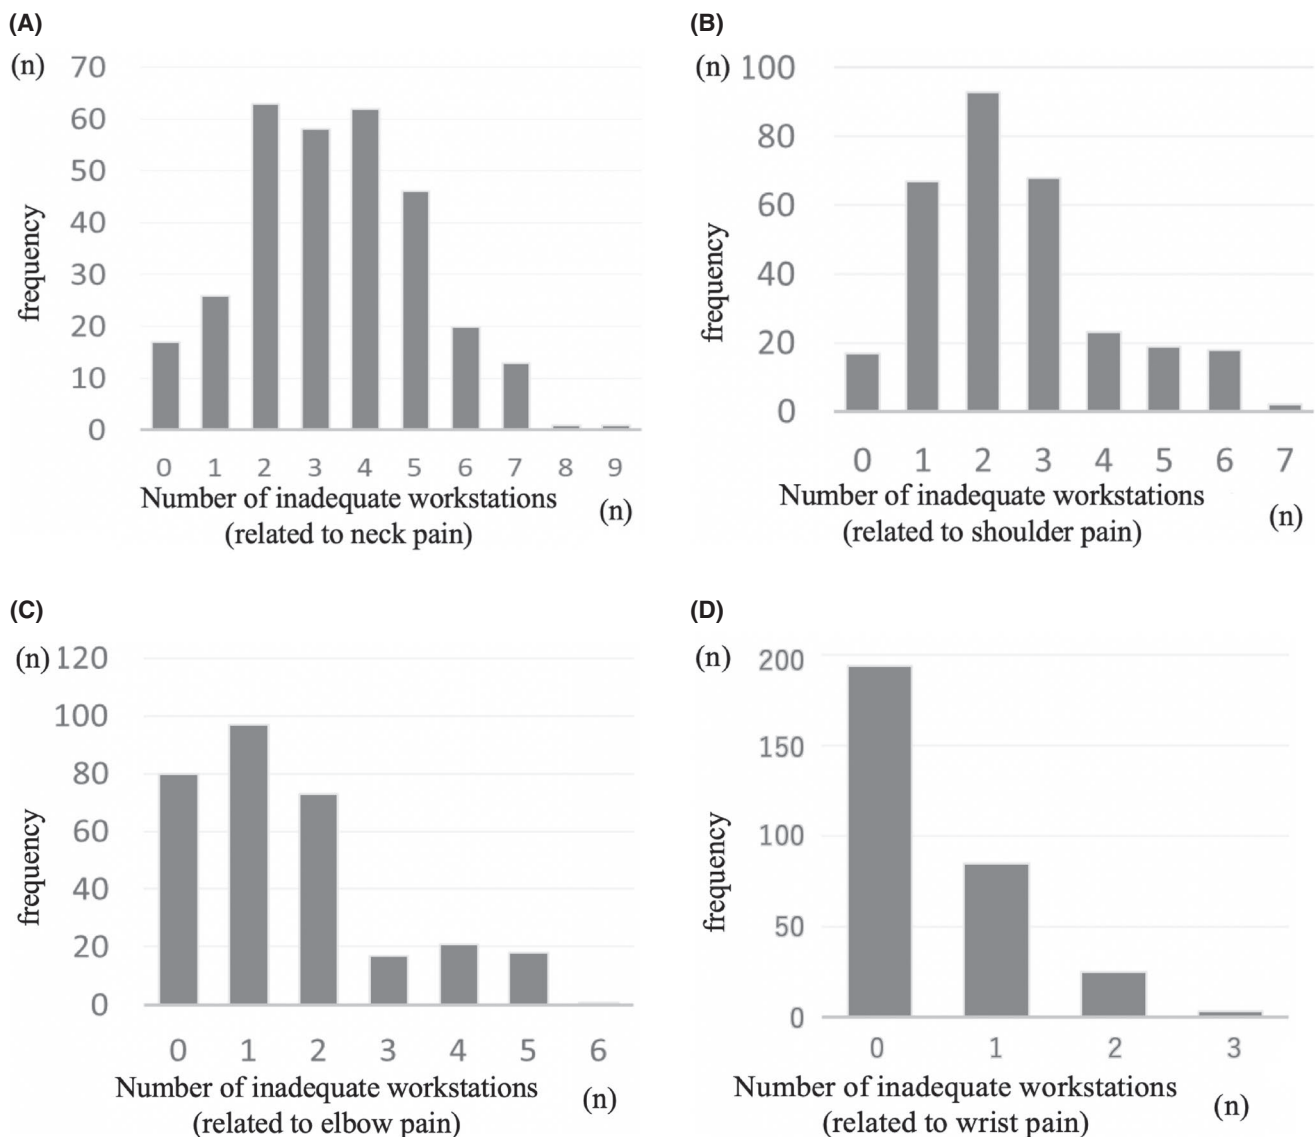 (A)
(n)
70
60
50
40
30
20
10
0
frequency
0 1 2 3 4 5 6 7 8 9
Number of inadequate workstations
(related to neck pain)
(n)
(B)
(n)
100
80
60
40
20
0
frequency
0 1 2 3 4 5 6 7
Number of inadequate workstations
(related to shoulder pain)
(n)
(C)
(n)
120
100
80
60
40
20
0
frequency
0 1 2 3 4 5 6
Number of inadequate workstations
(related to elbow pain)
(n)
(D)
(n)
200
150
100
50
0
frequency
0 1 2 3
Number of inadequate workstations
(related to wrist pain)
(n)